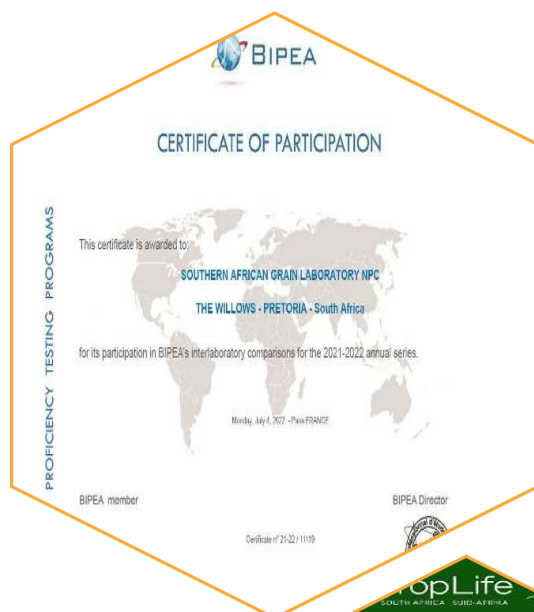 BIPEA
CERTIFICATE OF PARTICIPATION
PROFICIENCY TESTING PROGRAMS
This certificate is awarded to:
SOUTHERN AFRICAN GRAIN LABORATORY NPC
THE WILLOWS - PRETORIA - South Africa
for its participation in BIPEA's interlaboratory comparisons for the 2021-2022 annual series.
Monday, July 4, 2022 - Paris FRANCE
BIPEA member
BIPEA Director
Certificate n° 21-22 / 11119
opLife
SOUTH AFRICA SUID-AFRIKA